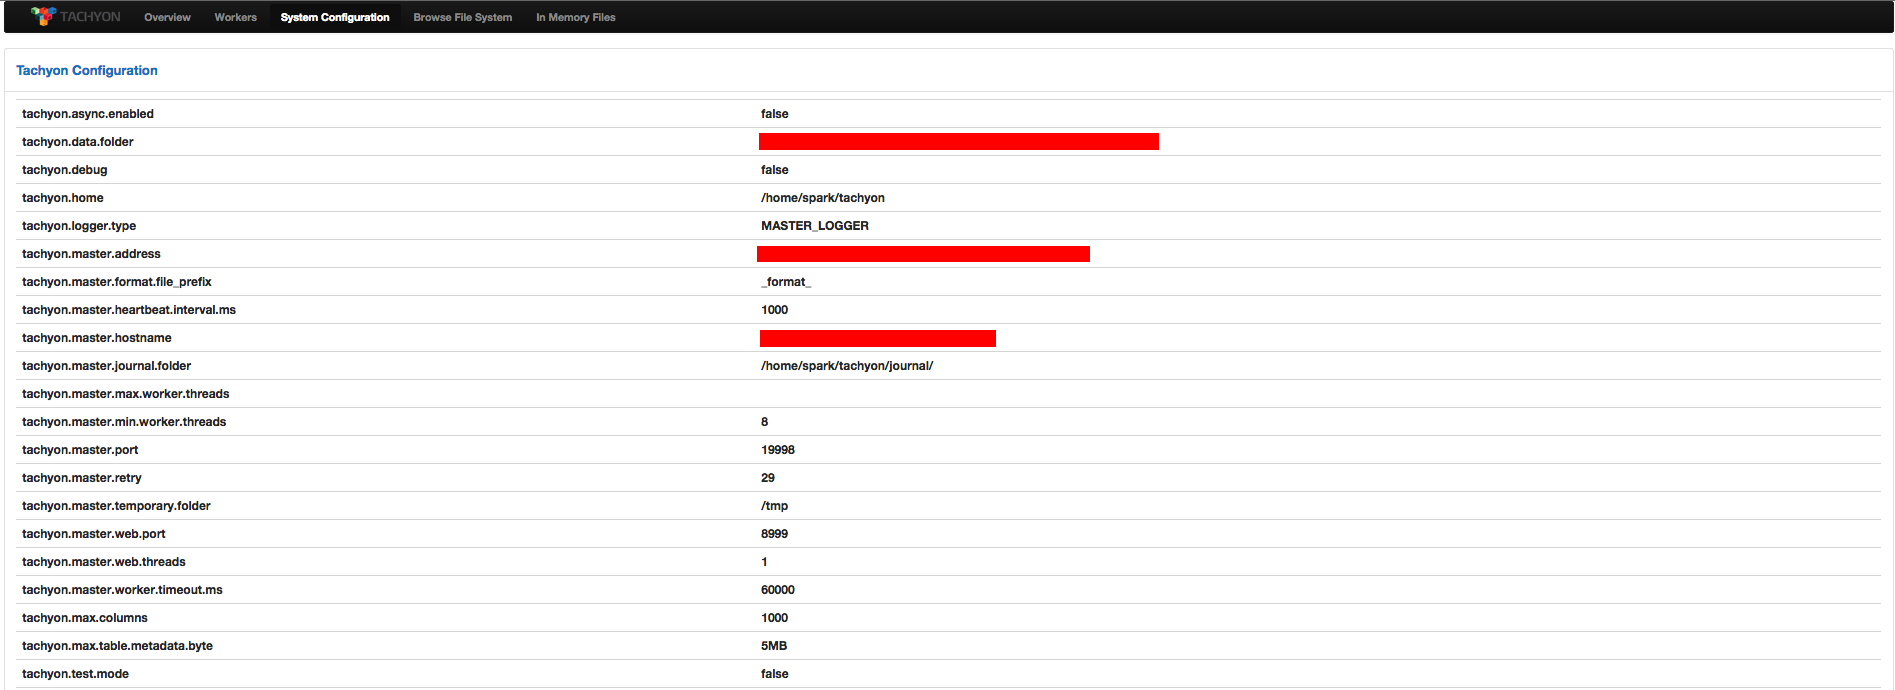 TACHYON Overview Workers System Configuration Browse File System In Memory Files
Tachyon Configuration
tachyon.async.enabled false
tachyon.data.folder
tachyon.debug false
tachyon.home /home/spark/tachyon
tachyon.logger.type MASTER_LOGGER
tachyon.master.address
tachyon.master.format.file_prefix _format_
tachyon.master.heartbeat.interval.ms 1000
tachyon.master.hostname
tachyon.master.journal.folder /home/spark/tachyon/journal/
tachyon.master.max.worker.threads
tachyon.master.min.worker.threads 8
tachyon.master.port 19998
tachyon.master.retry 29
tachyon.master.temporary.folder /tmp
tachyon.master.web.port 8999
tachyon.master.web.threads 1
tachyon.master.worker.timeout.ms 60000
tachyon.max.columns 1000
tachyon.max.table.metadata.byte 5MB
tachyon.test.mode false